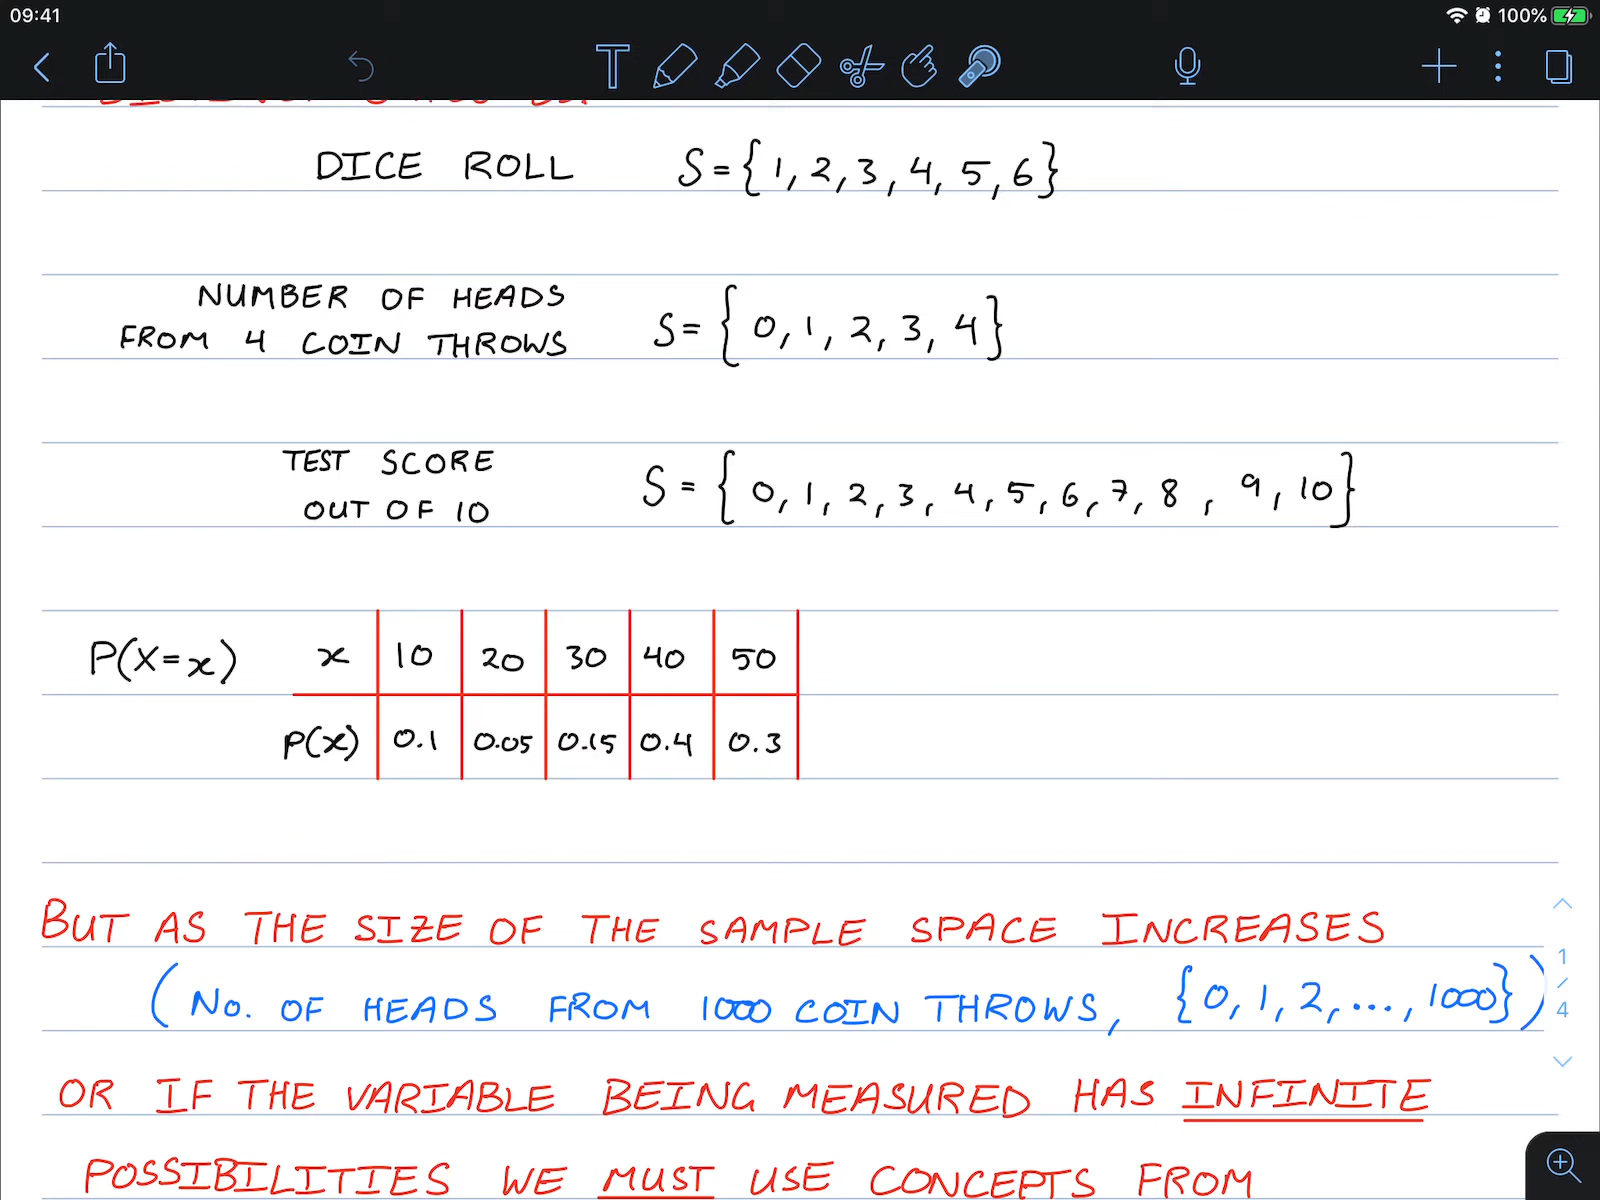 09:41
100%
DICE ROLL S={1,2,3,4,5,6}
NUMBER OF HEADS
FROM 4 COIN THROWS S={0,1,2,3,4}
TEST SCORE
OUT OF 10 S={0,1,2,3,4,5,6,7,8,9,10}
P(X=x) x 10 20 30 40 50
P(x) 0.1 0.05 0.15 0.4 0.3
BUT AS THE SIZE OF THE SAMPLE SPACE INCREASES
(NO. OF HEADS FROM 1000 COIN THROWS, {0,1,2,...,1000})
1/4
OR IF THE VARIABLE BEING MEASURED HAS INFINITE
POSSIBILITIES WE MUST USE CONCEPTS FROM